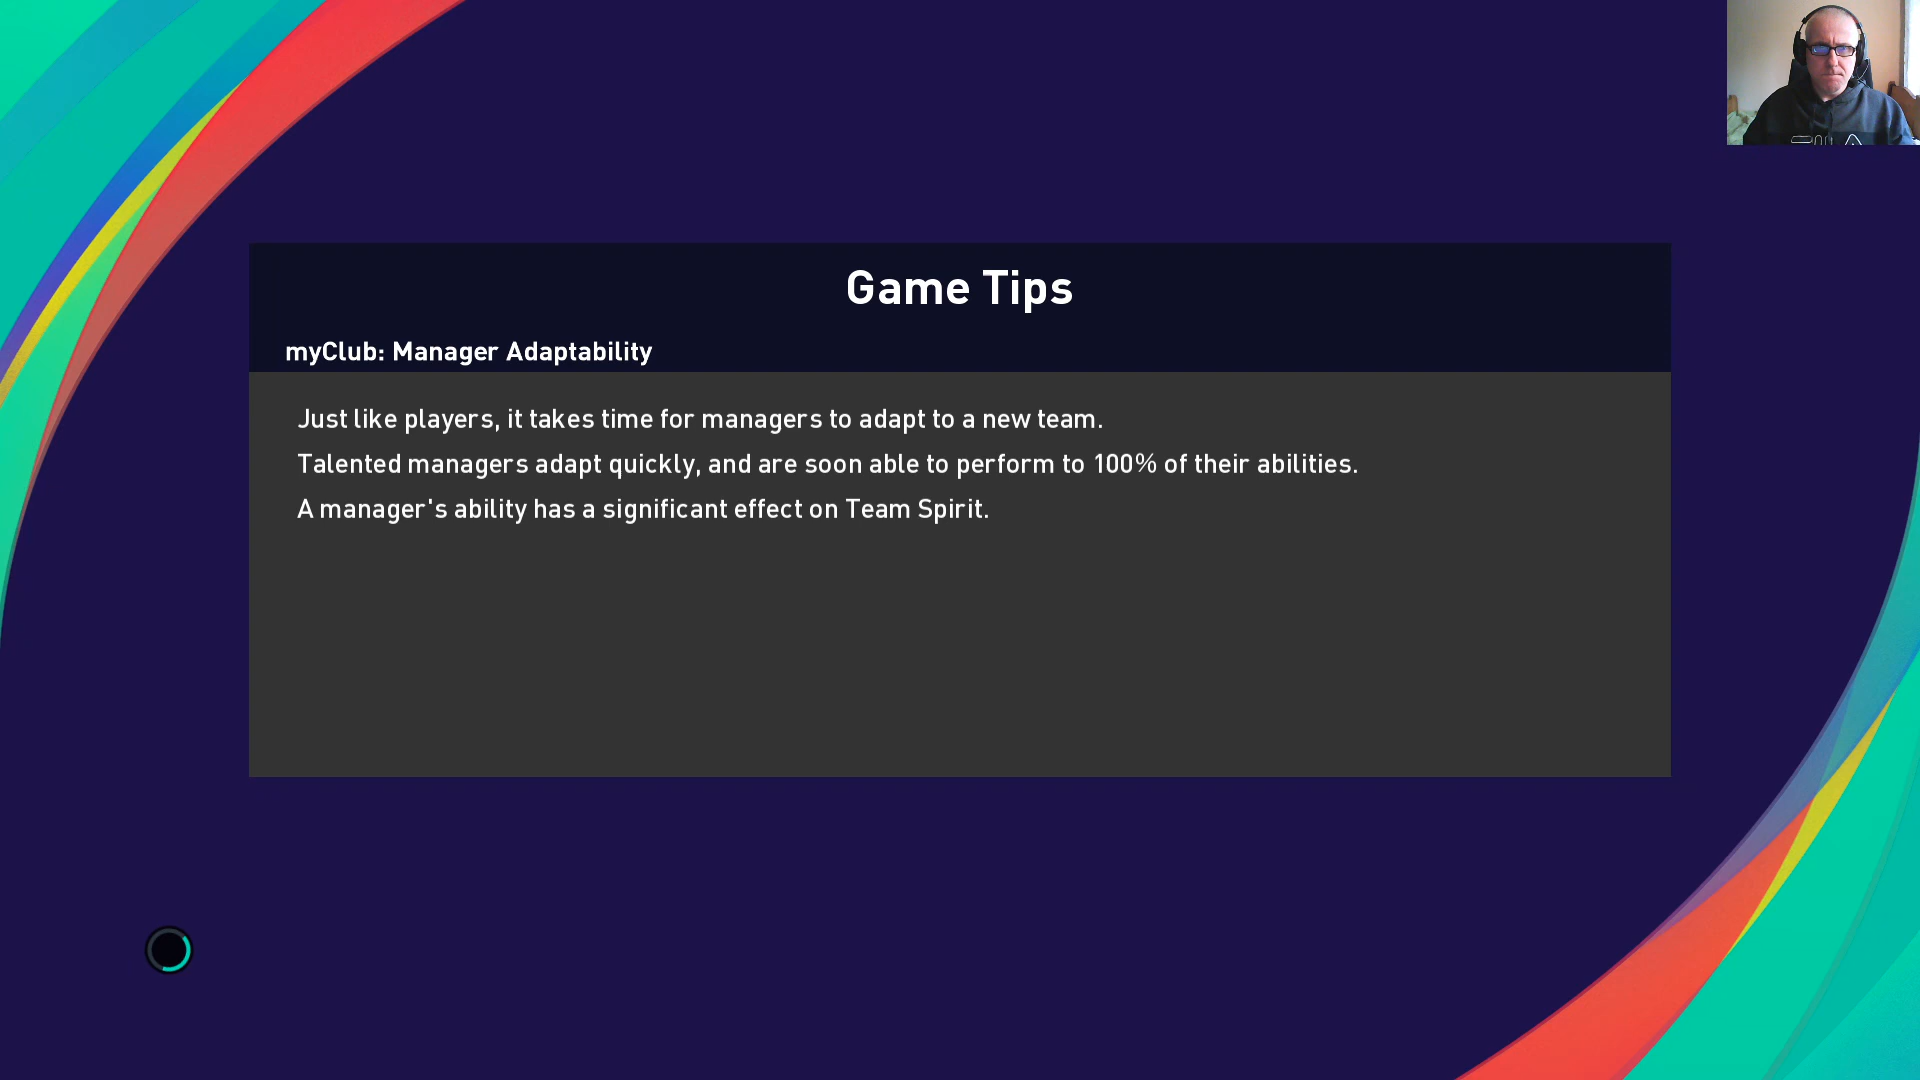 Game Tips
myClub: Manager Adaptability
Just like players, it takes time for managers to adapt to a new team.
Talented managers adapt quickly, and are soon able to perform to 100% of their abilities.
A manager's ability has a significant effect on Team Spirit.